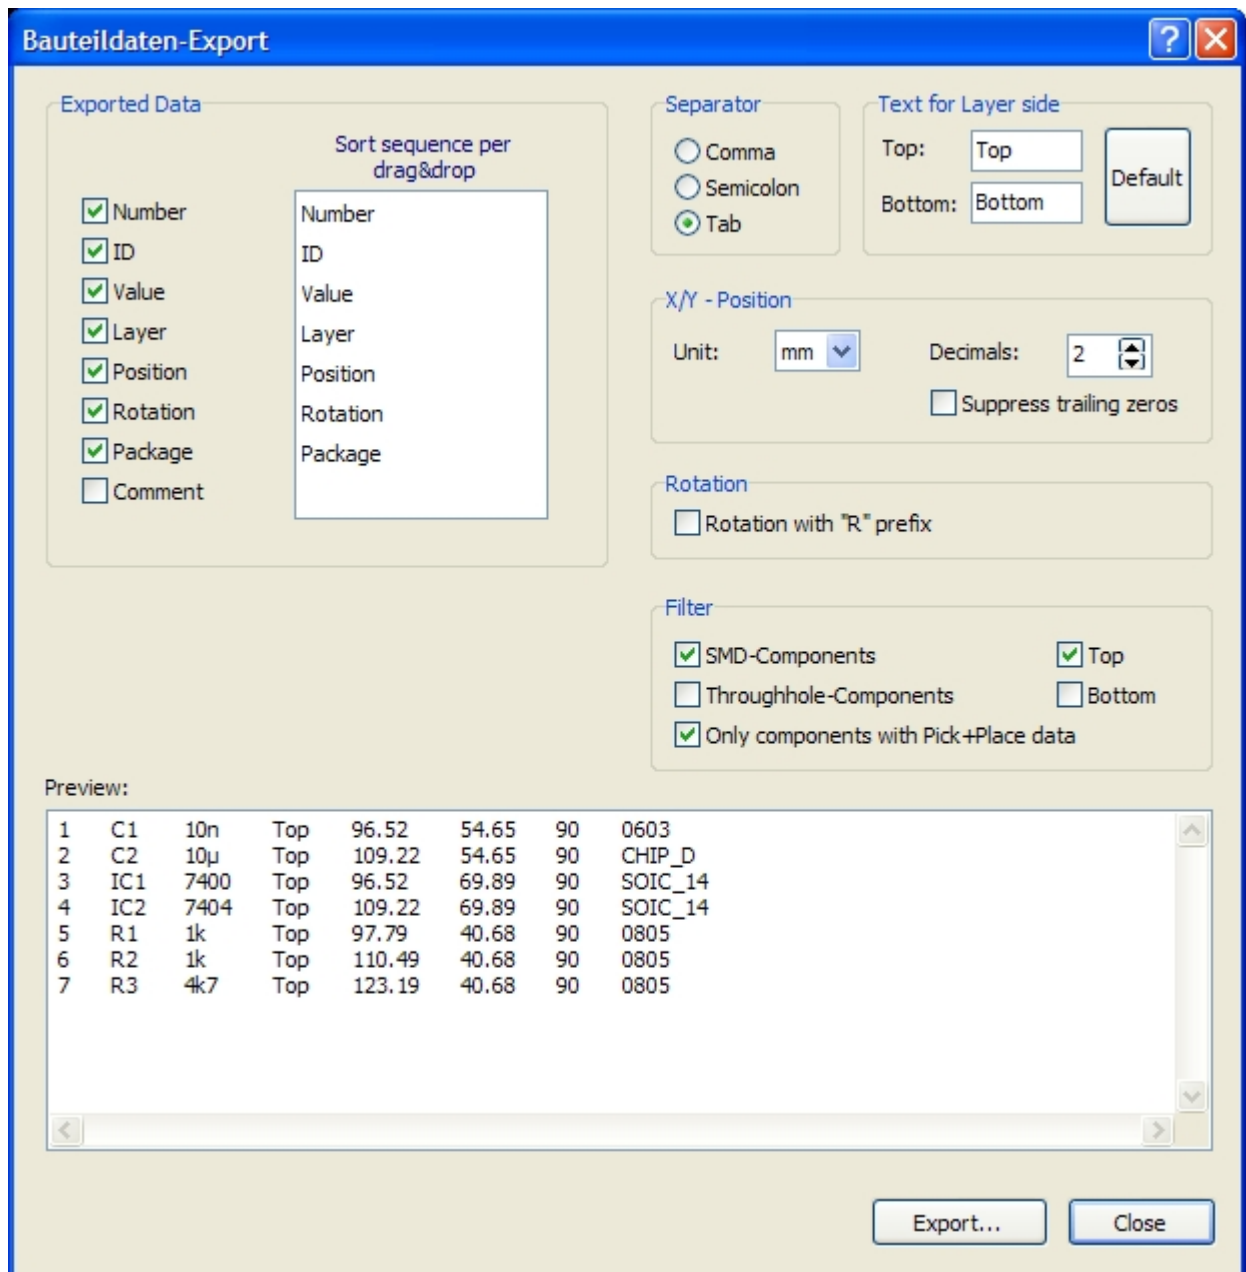 Bauteildaten-Export
Exported Data
Sort sequence per
drag&drop
Number
ID
Value
Layer
Position
Rotation
Package
Comment
Number
ID
Value
Layer
Position
Rotation
Package
Separator
Comma
Semicolon
Tab
Text for Layer side
Top: Top
Bottom: Bottom
Default
X/Y - Position
Unit: mm Decimals: 2
Suppress trailing zeros
Rotation
Rotation with "R" prefix
Filter
SMD-Components Top
Throughhole-Components Bottom
Only components with Pick+Place data
Preview:
1 C1 10n Top 96.52 54.65 90 0603
2 C2 10µ Top 109.22 54.65 90 CHIP_D
3 IC1 7400 Top 96.52 69.89 90 SOIC_14
4 IC2 7404 Top 109.22 69.89 90 SOIC_14
5 R1 1k Top 97.79 40.68 90 0805
6 R2 1k Top 110.49 40.68 90 0805
7 R3 4k7 Top 123.19 40.68 90 0805
Export... Close